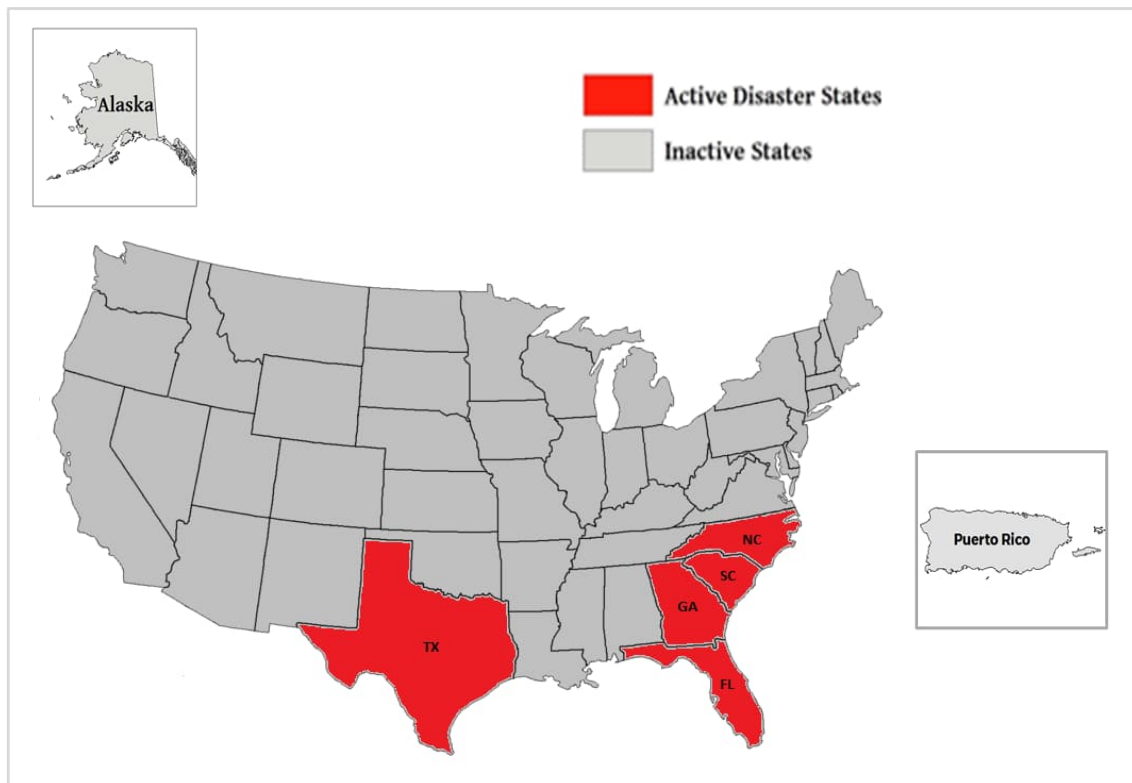 Alaska
Active Disaster States
Inactive States
NC
SC
GA
TX
FL
Puerto Rico